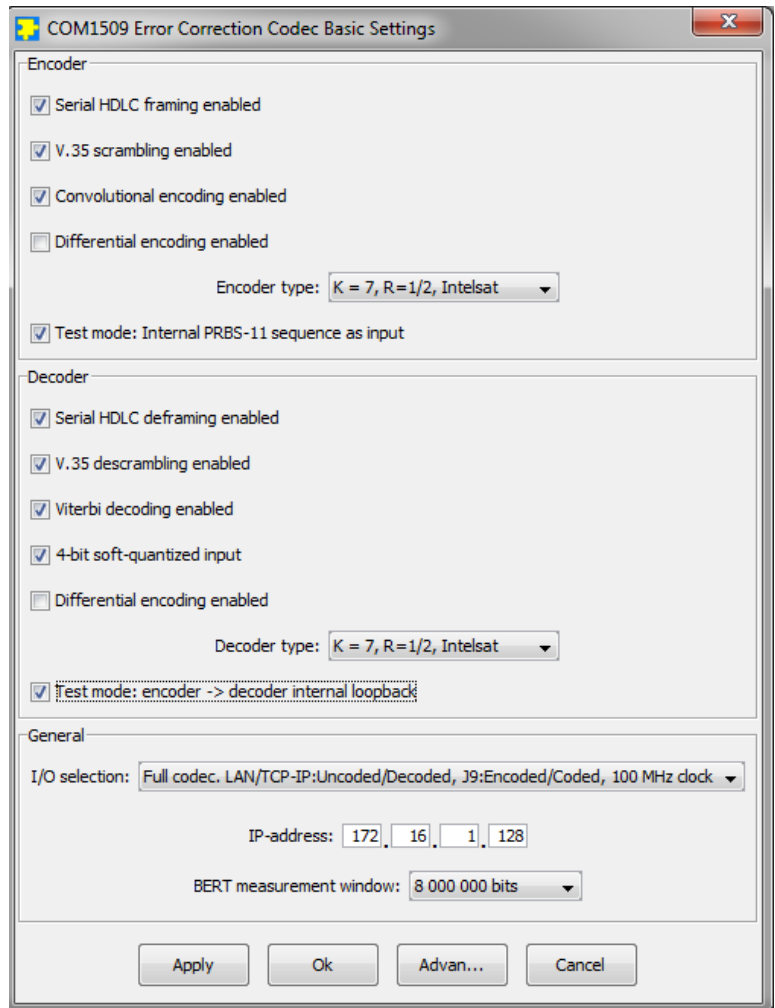 COM1509 Error Correction Codec Basic Settings
Encoder
Serial HDLC framing enabled
V.35 scrambling enabled
Convolutional encoding enabled
Differential encoding enabled
Encoder type: K = 7, R=1/2, Intelsat
Test mode: Internal PRBS-11 sequence as input
Decoder
Serial HDLC deframing enabled
V.35 descrambling enabled
Viterbi decoding enabled
4-bit soft-quantized input
Differential encoding enabled
Decoder type: K = 7, R=1/2, Intelsat
Test mode: encoder -> decoder internal loopback
General
I/O selection: Full codec. LAN/TCP-IP:Uncoded/Decoded, J9:Encoded/Coded, 100 MHz clock
IP-address: 172 . 16 . 1 . 128
BERT measurement window: 8 000 000 bits
Apply Ok Advan... Cancel